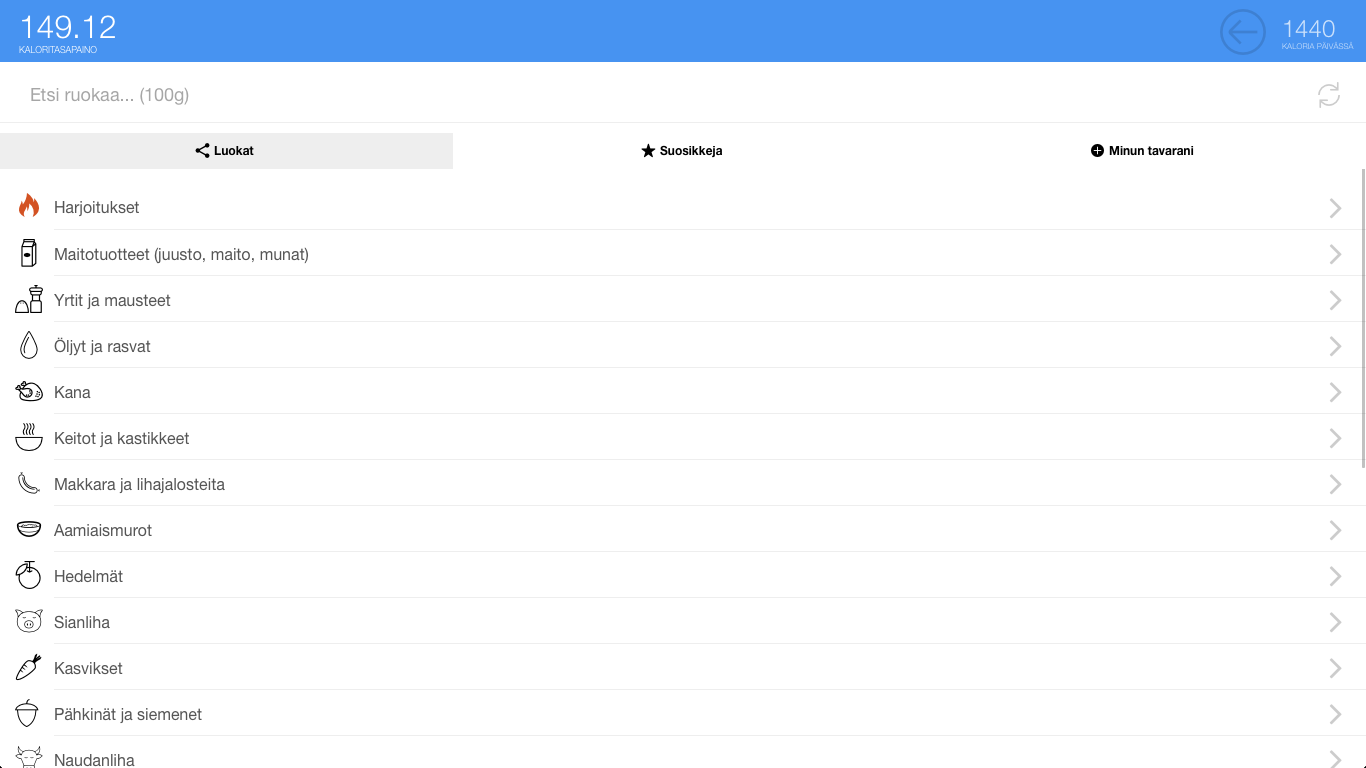 149.12
KALORITASAPAINO
1440
KALORIA PÄIVÄSSÄ
Etsi ruokaa... (100g)
Luokat
Suosikkeja
Minun tavarani
Harjoitukset
Maitotuotteet (juusto, maito, munat)
Yrtit ja mausteet
Öljyt ja rasvat
Kana
Keitot ja kastikkeet
Makkara ja lihajalosteita
Aamiaismurot
Hedelmät
Sianliha
Kasvikset
Pähkinät ja siemenet
Naudanliha